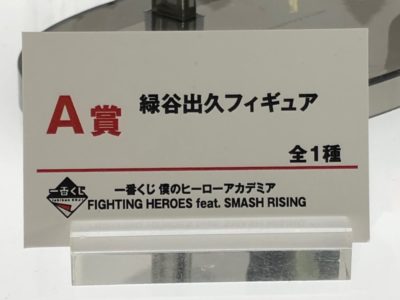 A賞
緑谷出久フィギュア
全1種
一番くじ
一番くじ 僕のヒーローアカデミア
FIGHTING HEROES feat. SMASH RISING